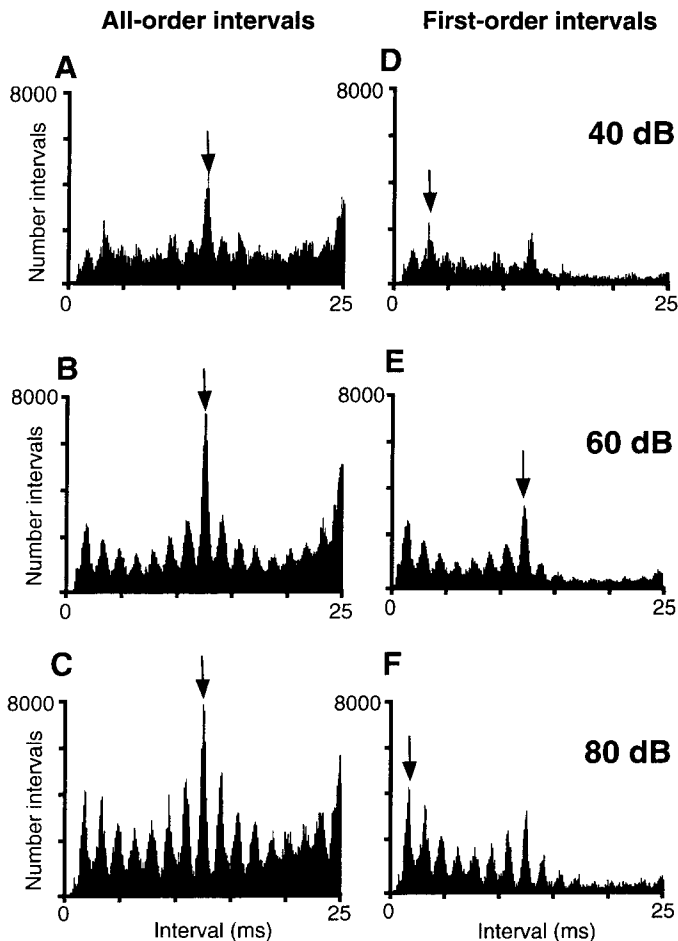 All-order intervals
First-order intervals
A
8000
Number intervals
0
25
D
8000
40 dB
0
25
B
8000
Number intervals
0
25
E
8000
60 dB
0
25
C
8000
Number intervals
0
25
Interval (ms)
F
8000
80 dB
0
25
Interval (ms)